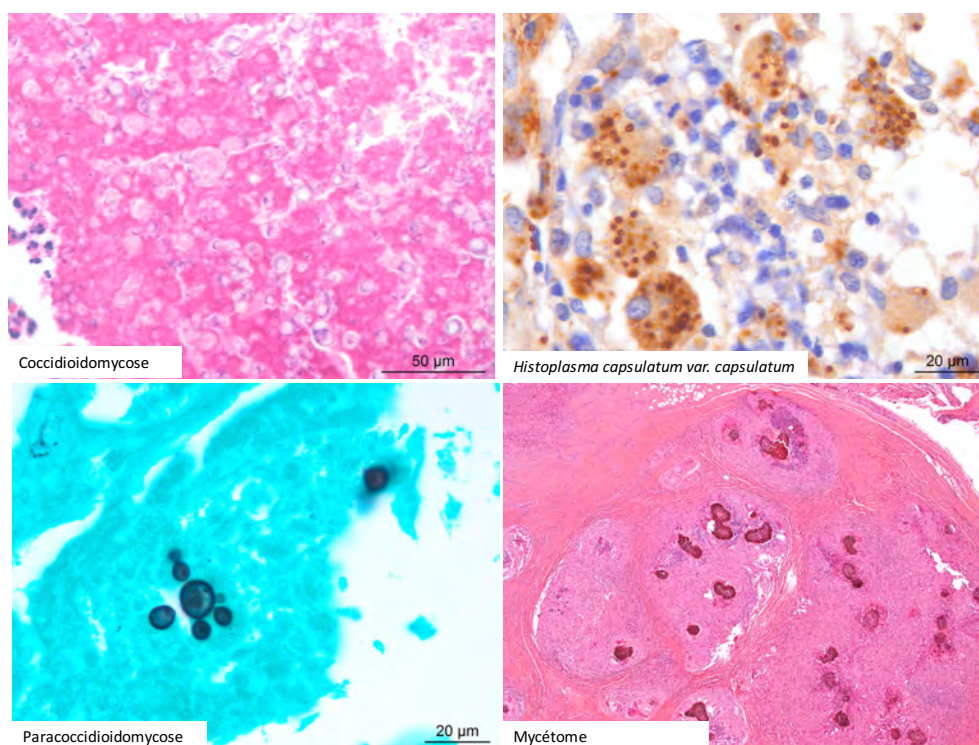 Coccidioidomycose
50 µm
Histoplasma capsulatum var. capsulatum
20 µm
Paracoccidioidomycose
20 µm
Mycétome